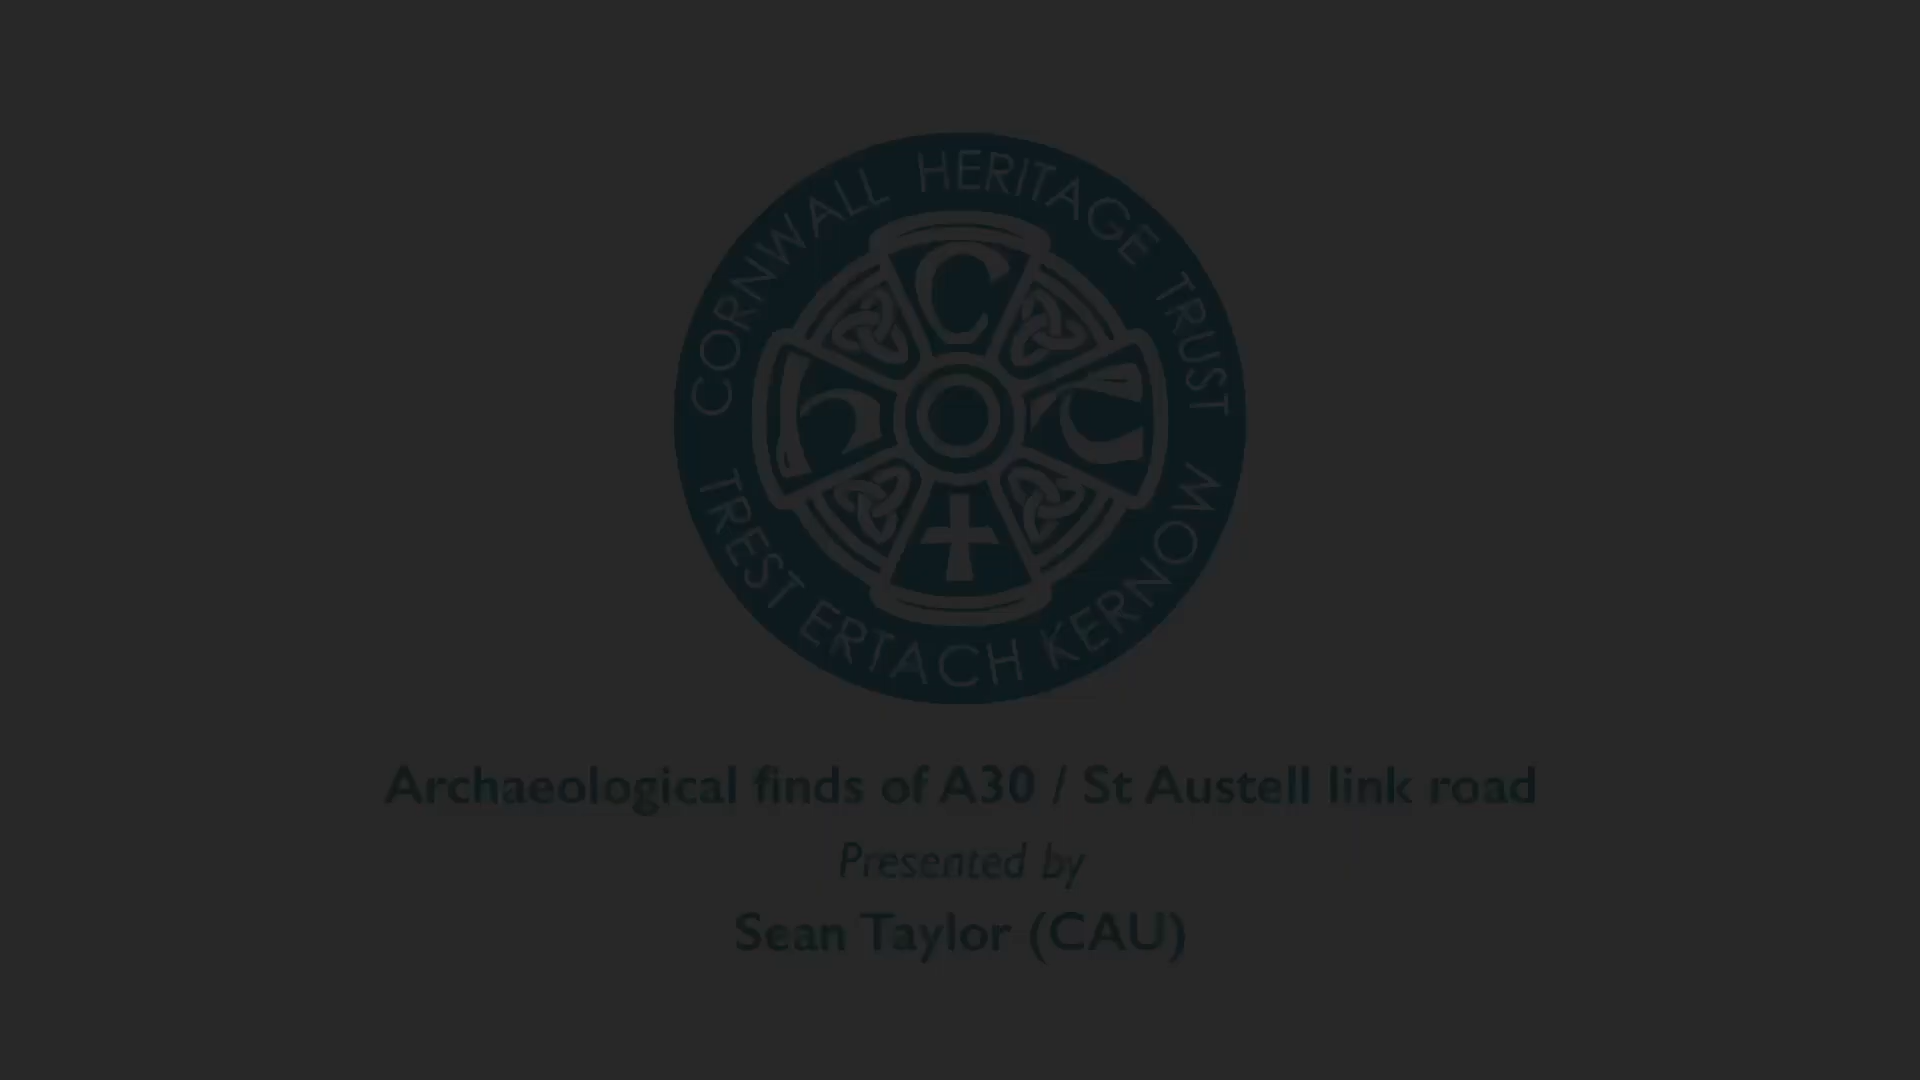 CORNWALL HERITAGE TRUST
C
h C
TREST ERTACH KERNOW
Archaeological finds of A30 / St Austell link road
Presented by
Sean Taylor (CAU)